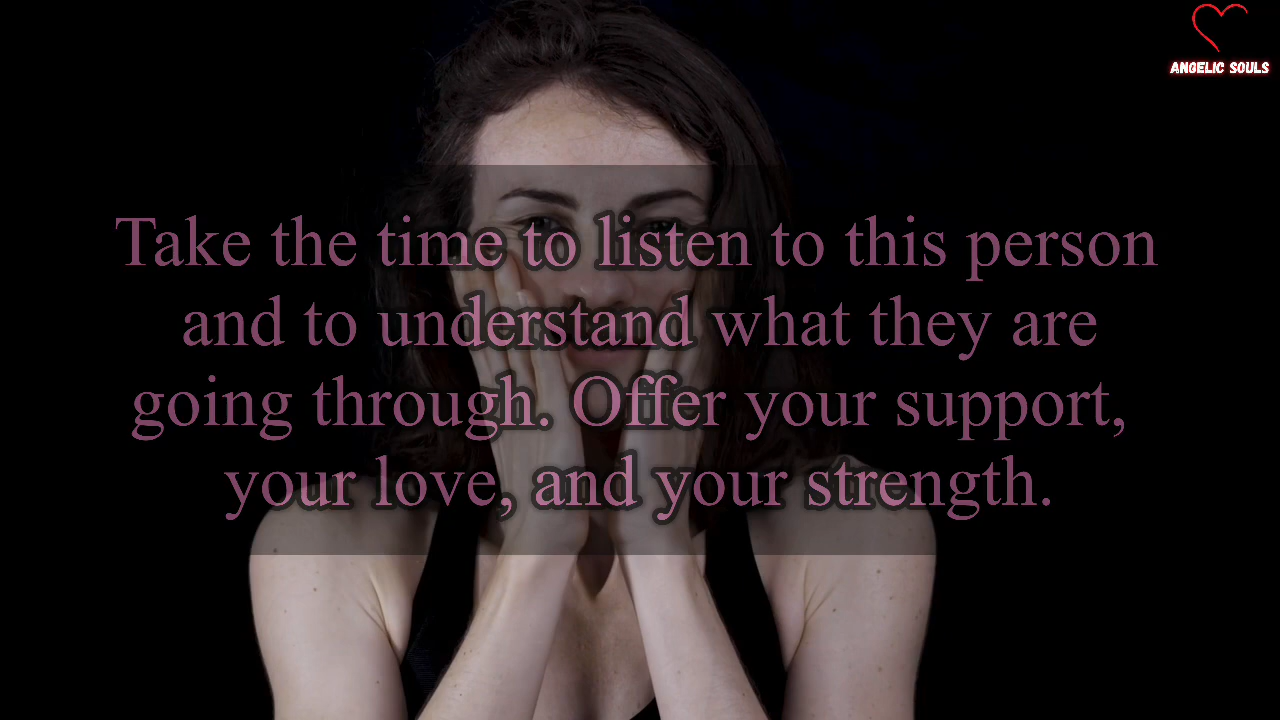 ANGELIC SOULS
Take the time to listen to this person
and to understand what they are
going through. Offer your support,
your love, and your strength.